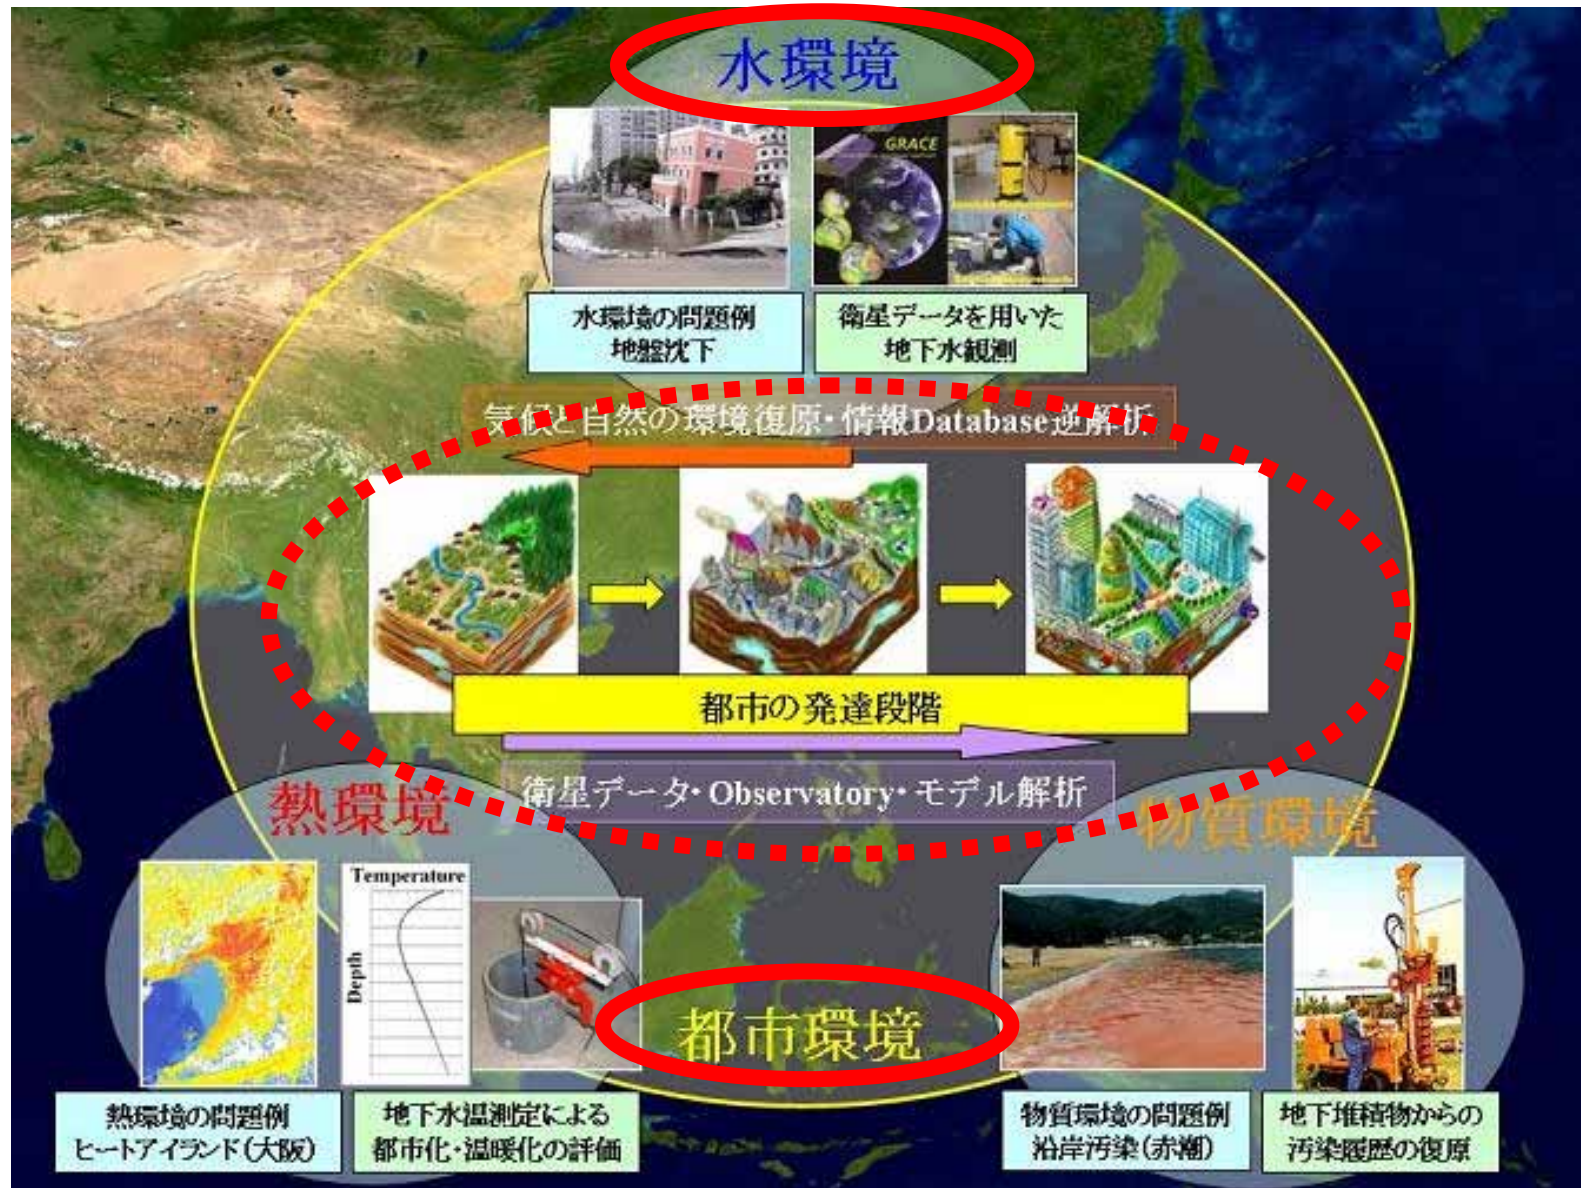 水環境
GRACE
水環境の問題例
地盤沈下
衛星データを用いた
地下水観測
気候と自然の環境復原・情報Database逆解析
都市の発達段階
衛星データ・Observatory・モデル解析
熱環境
物質環境
Temperature
Depth
都市環境
熱環境の問題例
ヒートアイランド(大阪)
地下水温測定による
都市化・温暖化の評価
物質環境の問題例
沿岸汚染(赤潮)
地下堆積物からの
汚染履歴の復原